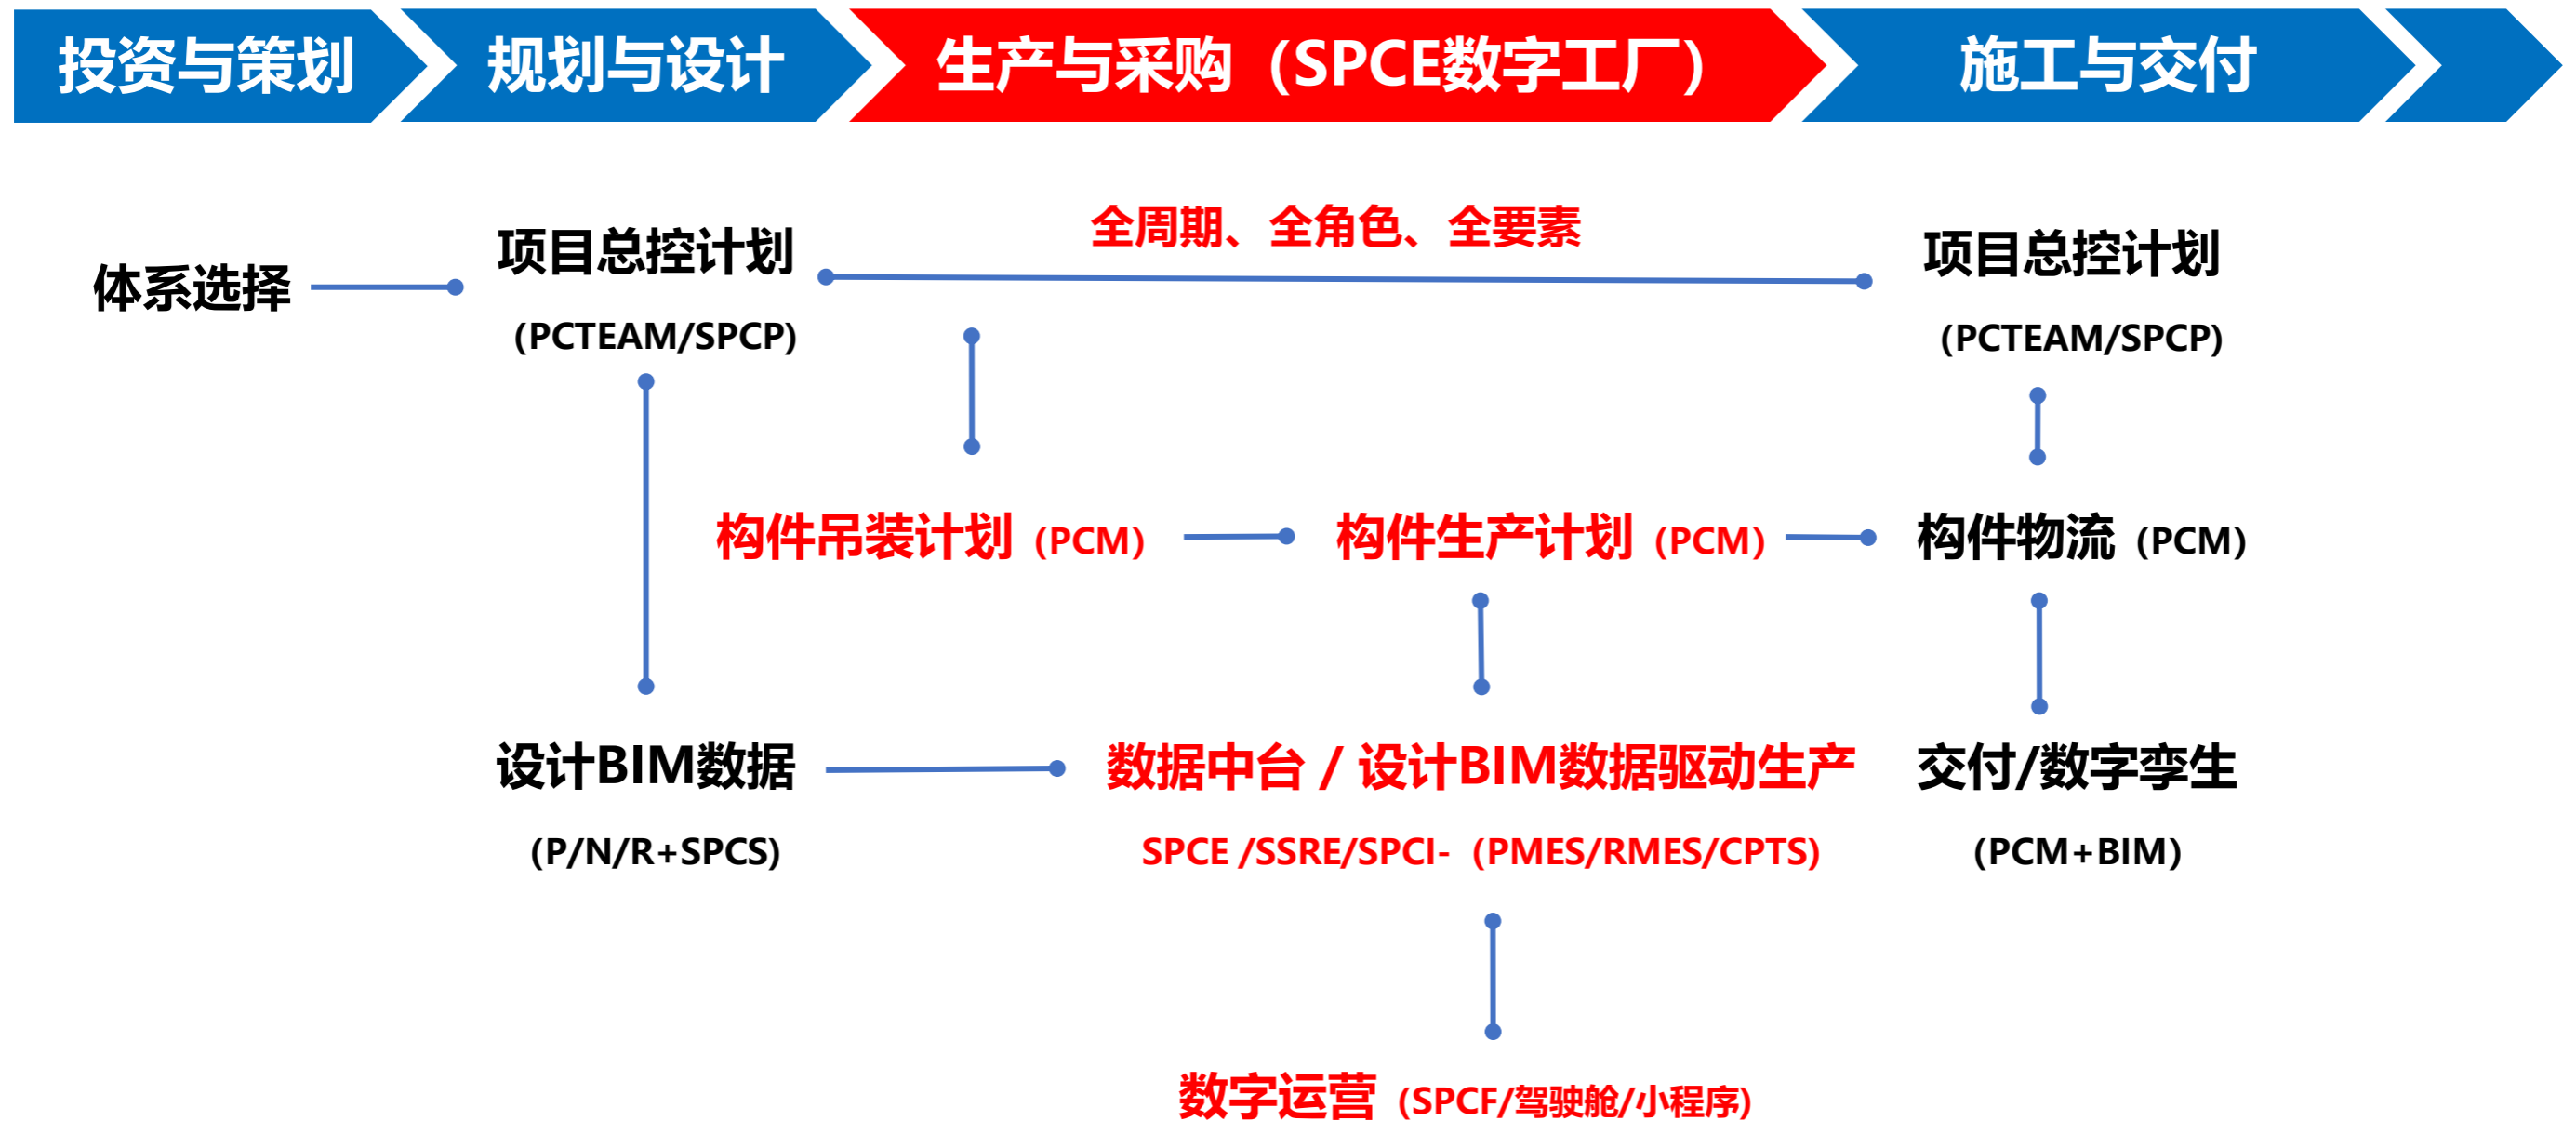 投资与策划
规划与设计
生产与采购（SPCE数字工厂）
施工与交付
全周期、全角色、全要素
体系选择
项目总控计划
（PCTEAM/SPCP)
项目总控计划
（PCTEAM/SPCP)
构件吊装计划（PCM）
构件生产计划（PCM）
构件物流（PCM）
设计BIM数据
（P/N/R+SPCS)
数据中台 / 设计BIM数据驱动生产
SPCE /SSRE/SPCI-（PMES/RMES/CPTS)
交付/数字孪生
（PCM+BIM）
数字运营（SPCF/驾驶舱/小程序)